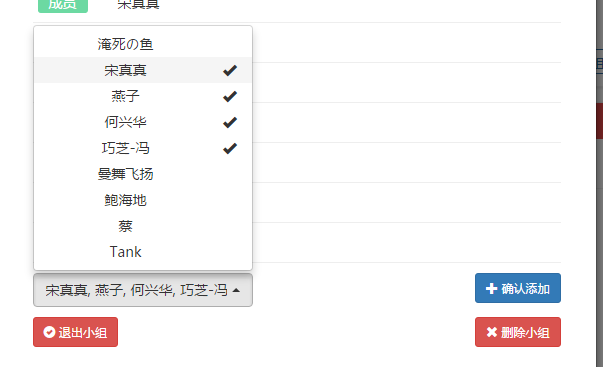 成员 宋真真
淹死の鱼
宋真真
燕子
何兴华
巧芝-冯
曼舞飞扬
鲍海地
蔡
Tank
宋真真, 燕子, 何兴华, 巧芝-冯
确认添加
退出小组
删除小组